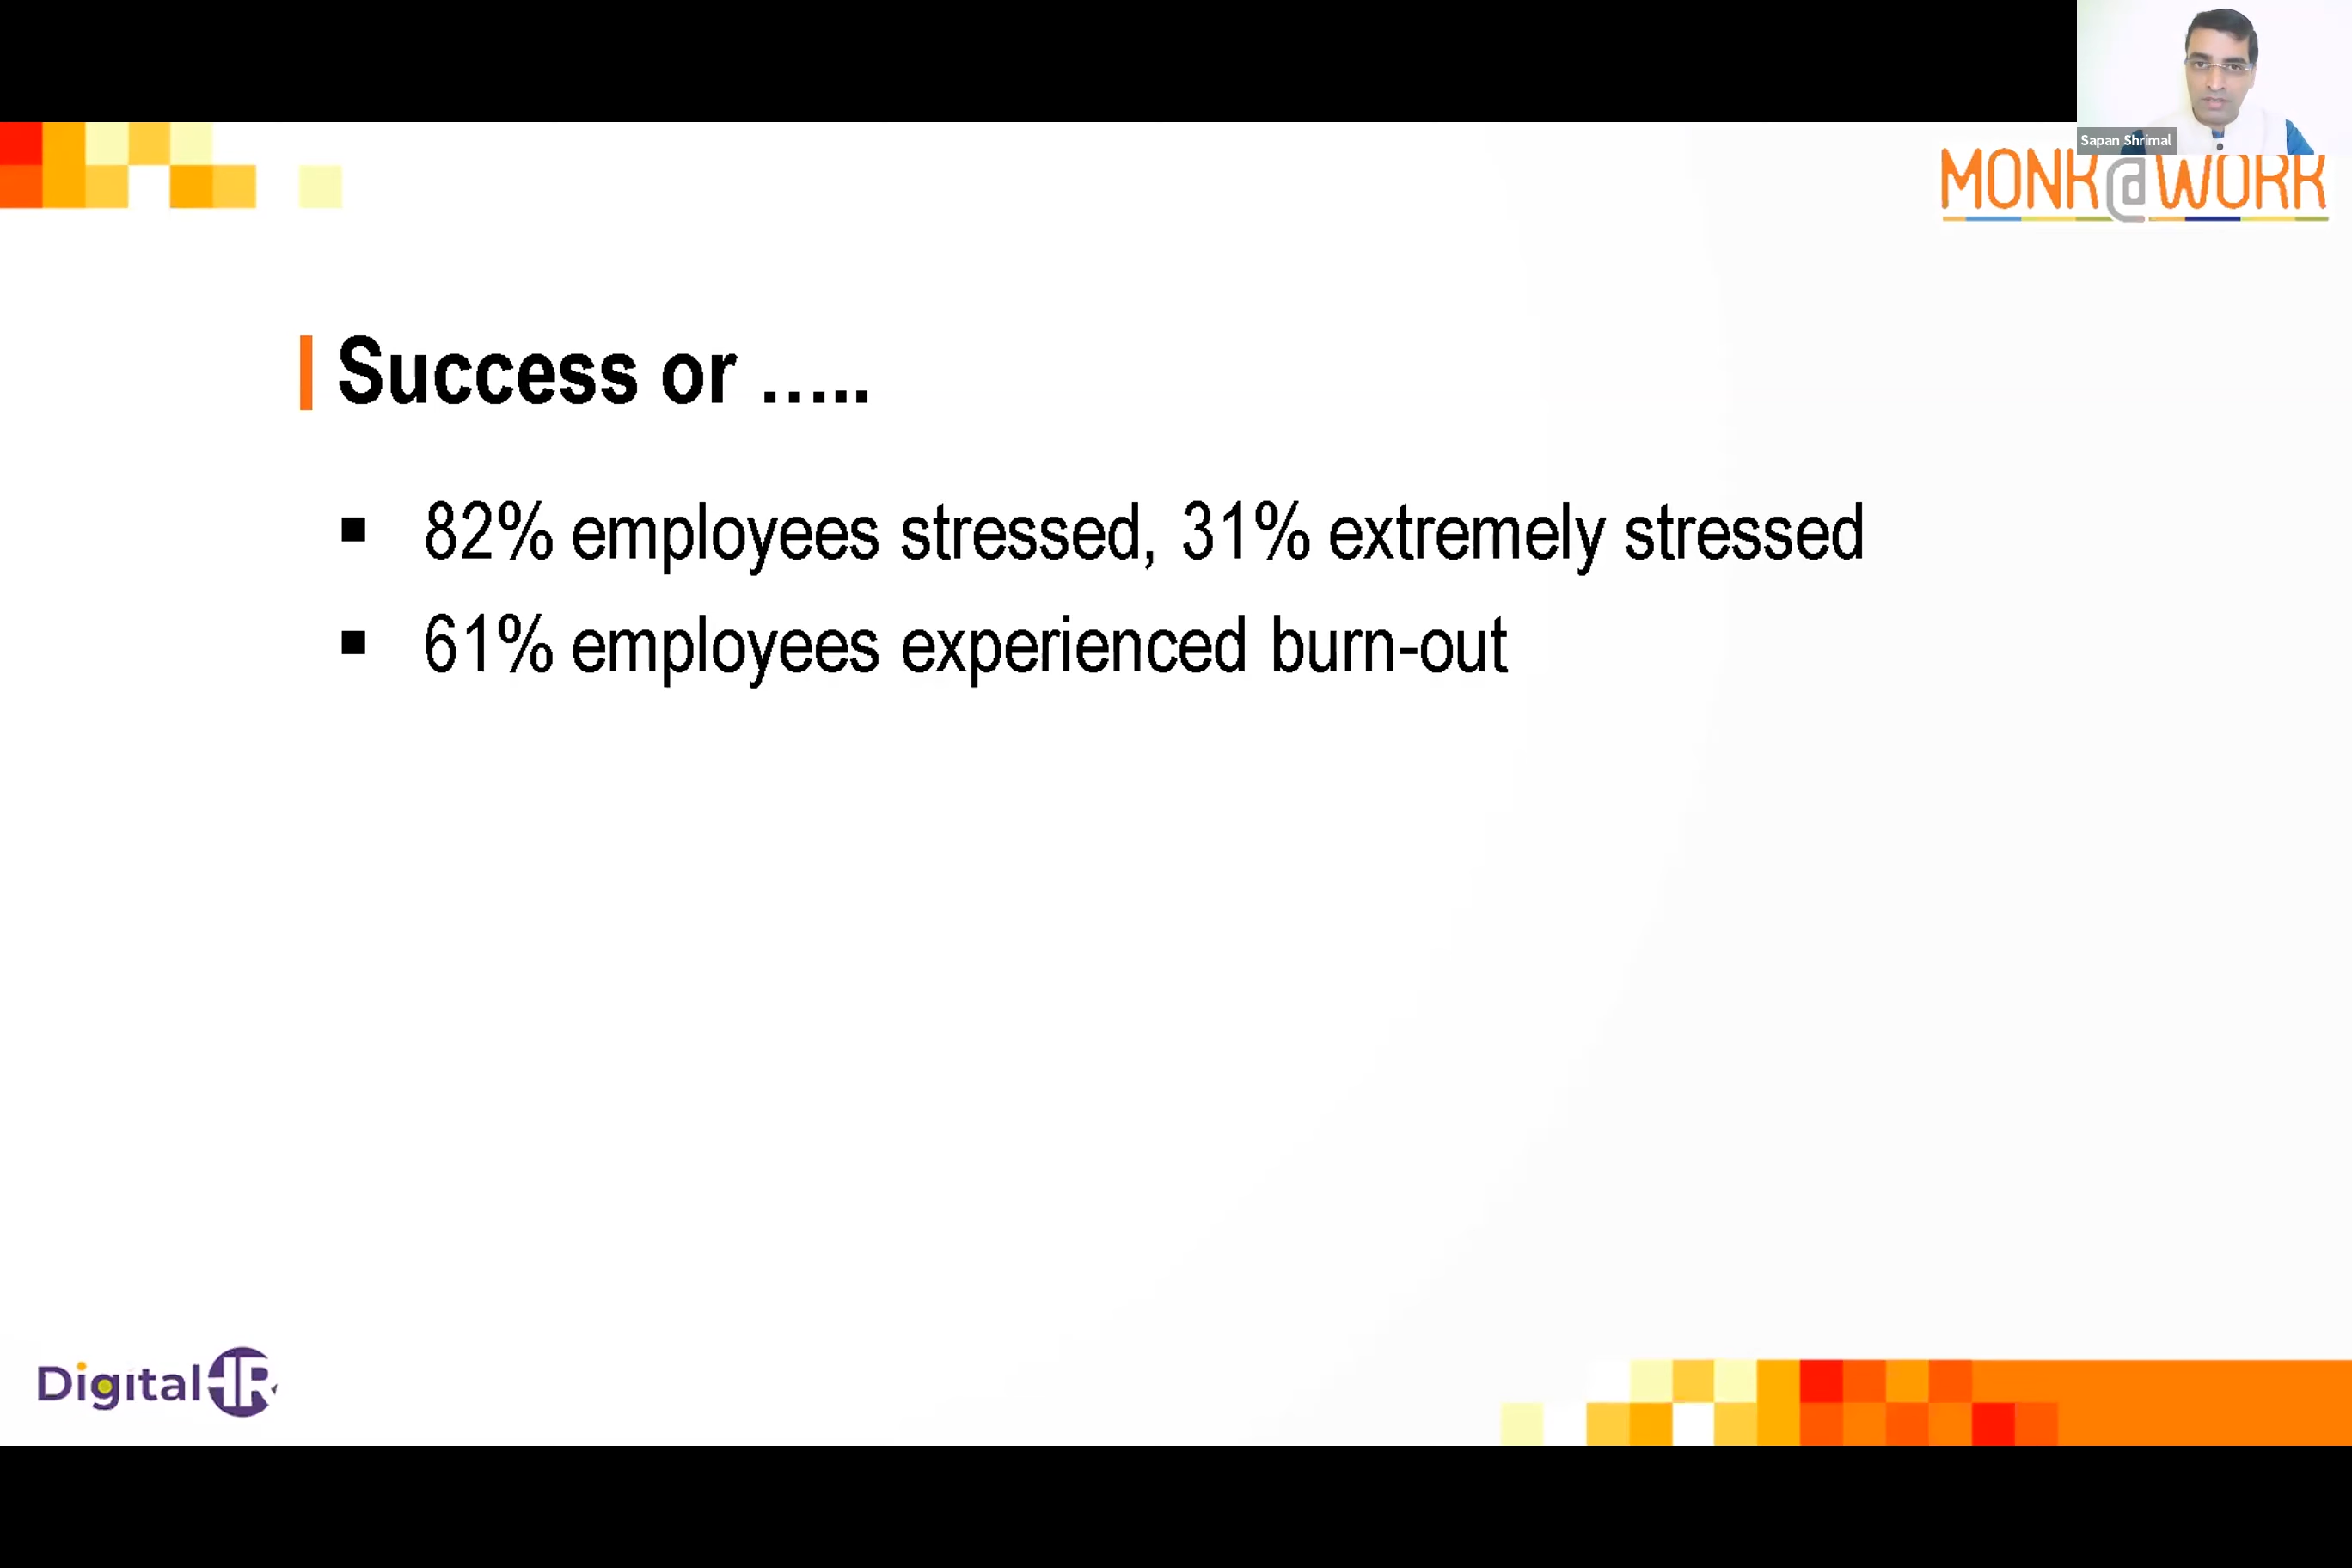 Sapan Shrimal
MONK@WORK
Success or .....
▪ 82% employees stressed, 31% extremely stressed
▪ 61% employees experienced burn-out
DigitalHR